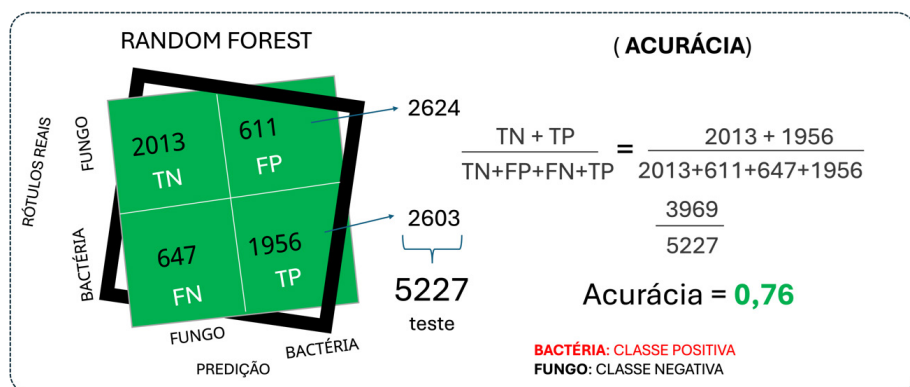 RANDOM FOREST
RÓTULOS REAIS
FUNGO
BACTÉRIA
2013
TN
611
FP
647
FN
1956
TP
2624
2603
5227
teste
FUNGO
BACTÉRIA
PREDIÇÃO
( ACURÁCIA)
TN + TP
TN+FP+FN+TP
=
2013 + 1956
2013+611+647+1956
3969
5227
Acurácia = 0,76
BACTÉRIA: CLASSE POSITIVA
FUNGO: CLASSE NEGATIVA